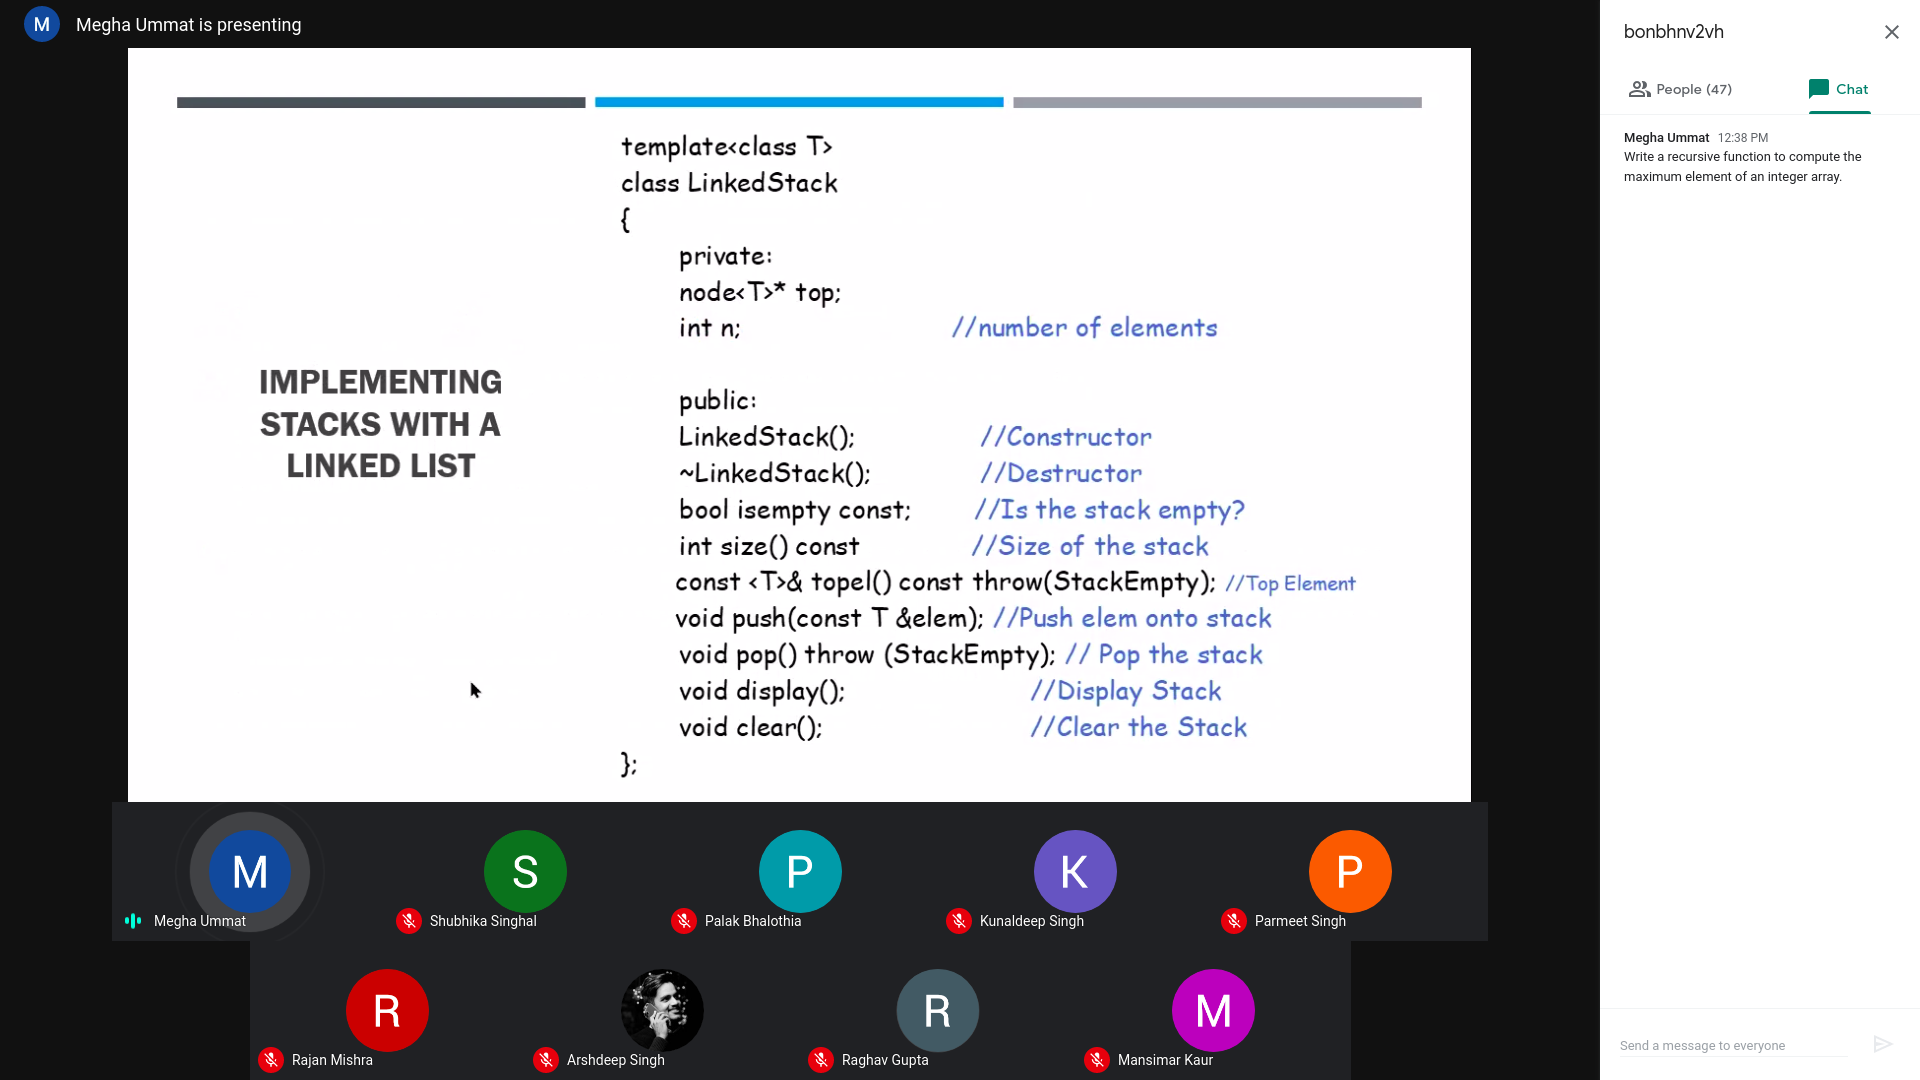 M Megha Ummat is presenting
template<class T>
class LinkedStack
{
private:
node<T>* top;
int n; //number of elements
public:
LinkedStack(); //Constructor
~LinkedStack(); //Destructor
bool isempty const; //Is the stack empty?
int size() const //Size of the stack
const <T>& topel() const throw(StackEmpty); //Top Element
void push(const T &elem); //Push elem onto stack
void pop() throw (StackEmpty); // Pop the stack
void display(); //Display Stack
void clear(); //Clear the Stack
};
IMPLEMENTING
STACKS WITH A
LINKED LIST
M
Megha Ummat
S
Shubhika Singhal
P
Palak Bhalothia
K
Kunaldeep Singh
P
Parmeet Singh
R
Rajan Mishra
Arshdeep Singh
R
Raghav Gupta
M
Mansimar Kaur
bonbhnv2vh
People (47)
Chat
Megha Ummat 12:38 PM
Write a recursive function to compute the
maximum element of an integer array.
Send a message to everyone